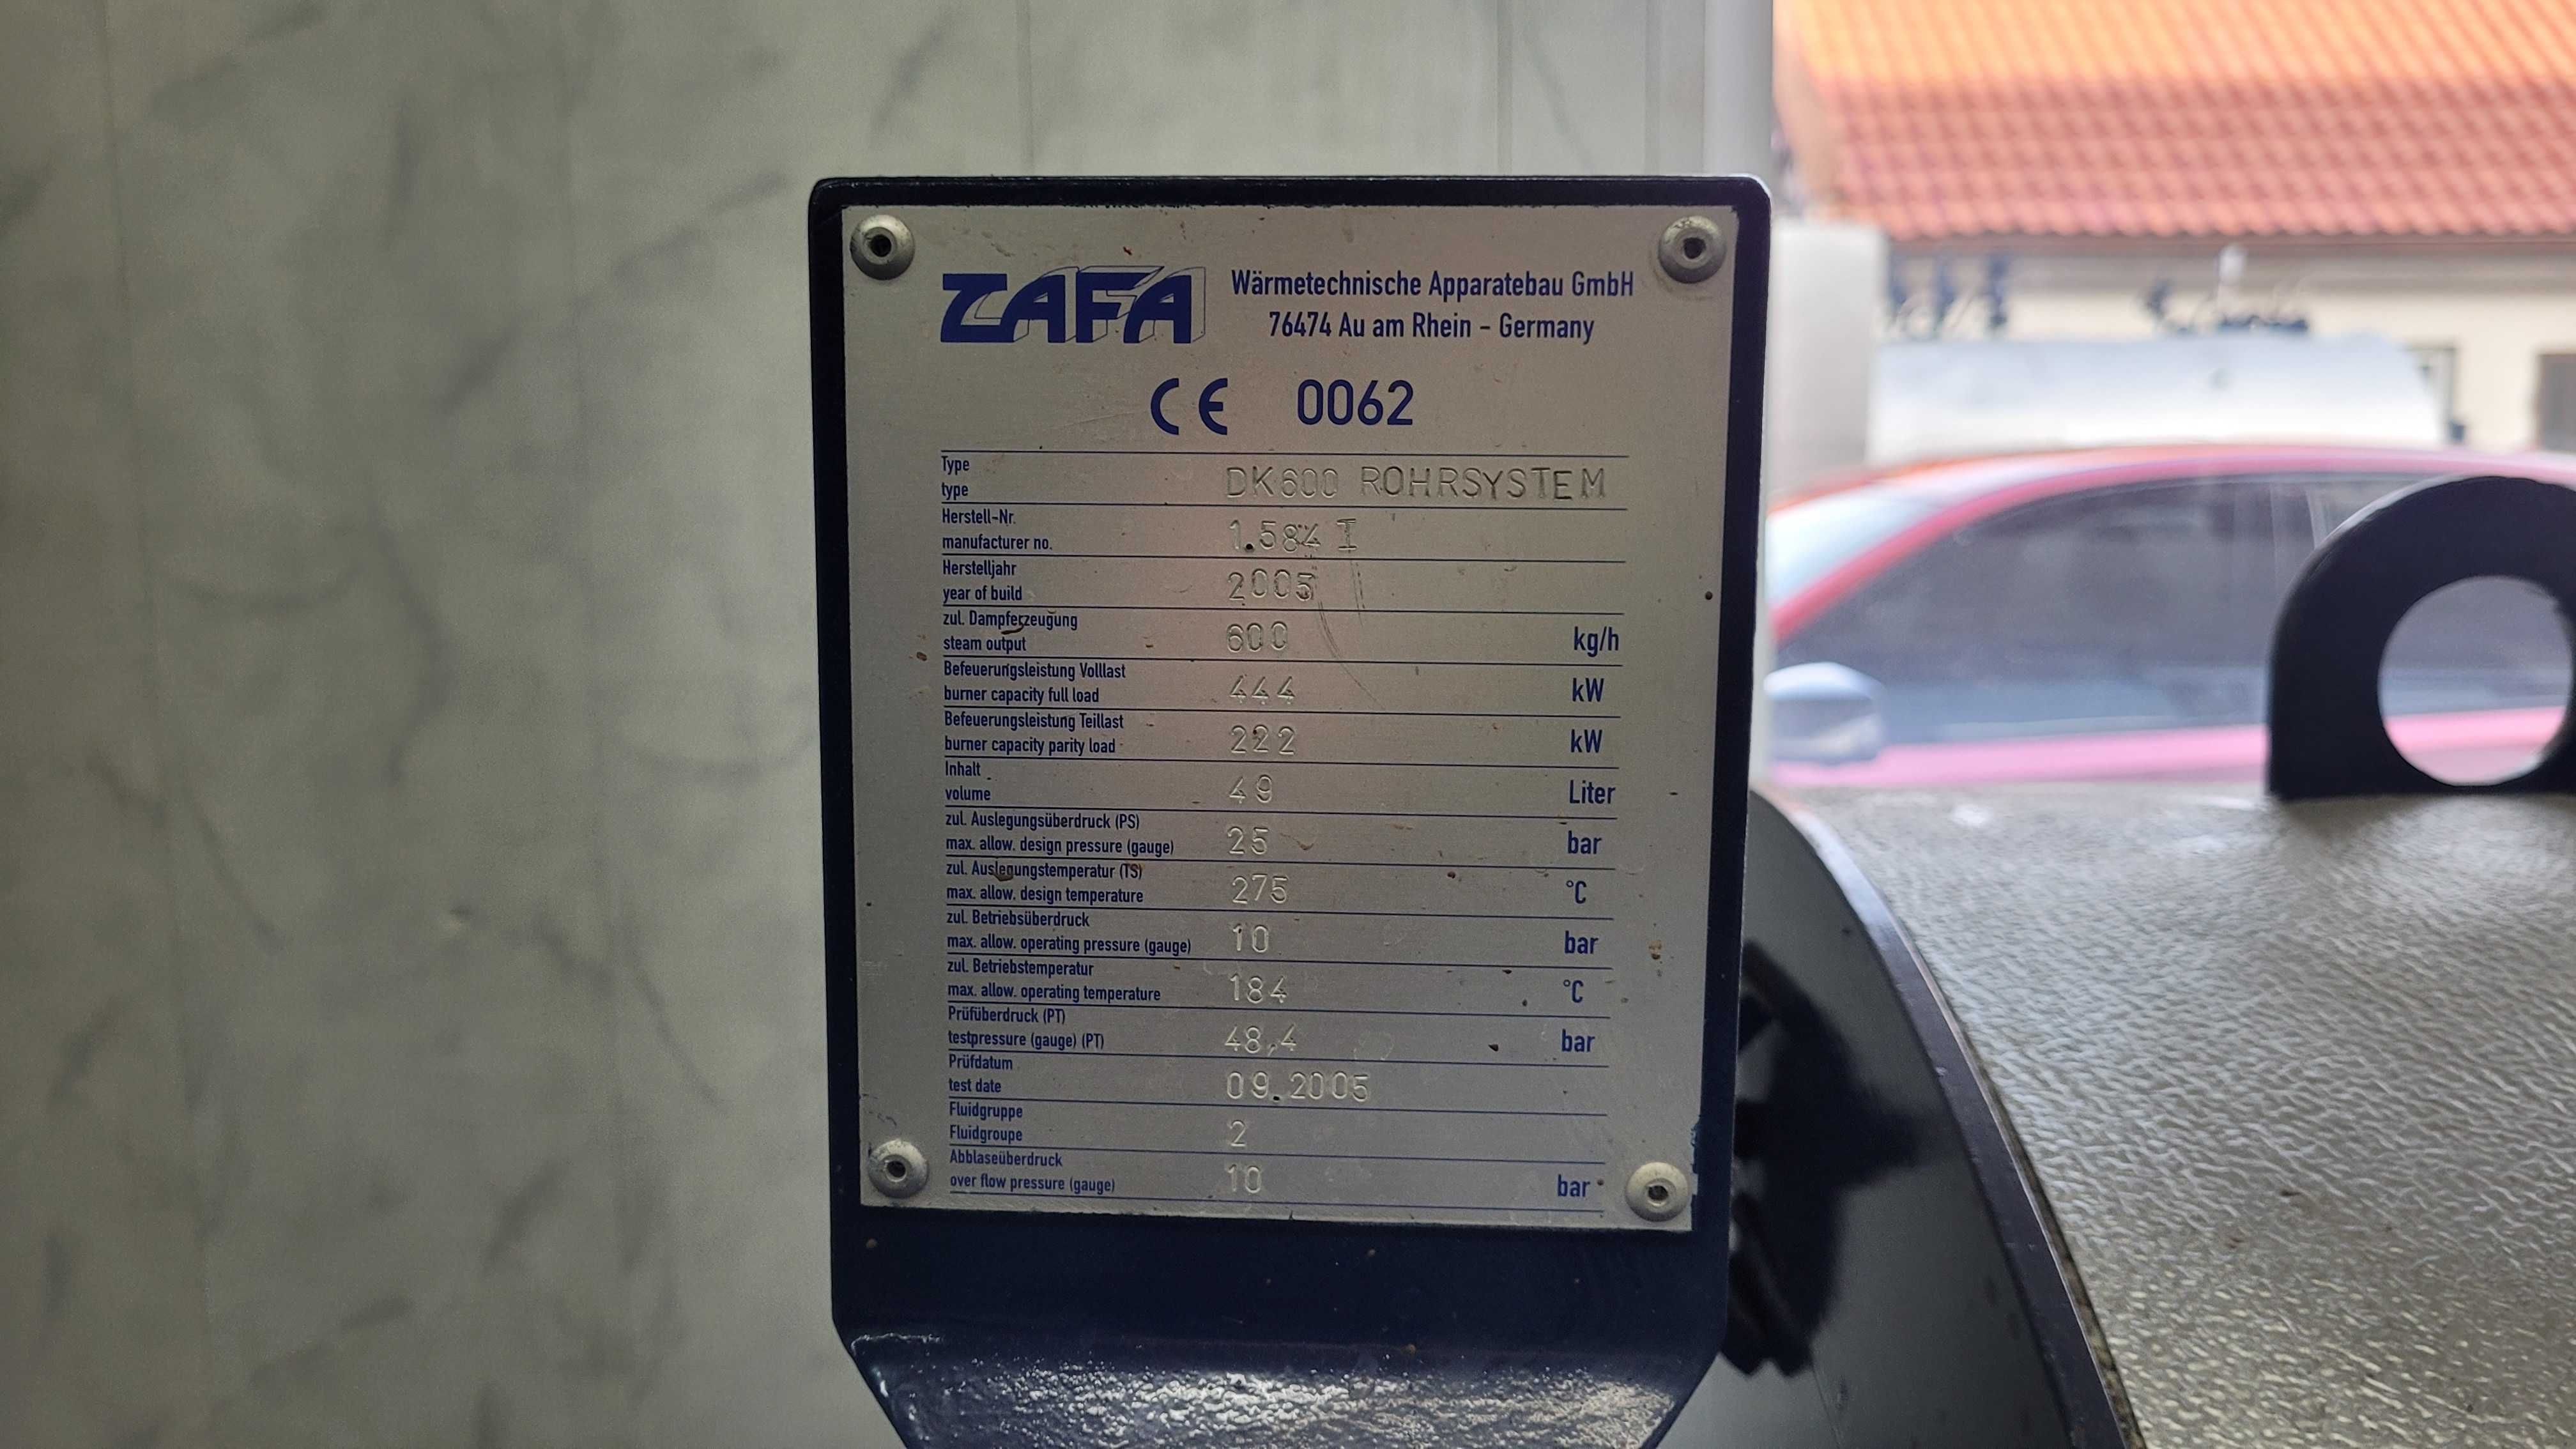 ZAFA Wärmetechnische Apparatebau GmbH
76474 Au am Rhein - Germany
CE 0062
Type
type DK600 ROHRSYSTEM
Herstell-Nr.
manufacturer no. 1.584 I
Herstelljahr
year of build 2005
zul. Dampferzeugung
steam output 600 kg/h
Befeuerungsleistung Volllast
burner capacity full load 444 kW
Befeuerungsleistung Teillast
burner capacity parity load 222 kW
Inhalt
volume 49 Liter
zul. Auslegungsüberdruck (PS)
max. allow. design pressure (gauge) 25 bar
zul. Auslegungstemperatur (TS)
max. allow. design temperature 275 °C
zul. Betriebsüberdruck
max. allow. operating pressure (gauge) 10 bar
zul. Betriebstemperatur
max. allow. operating temperature 184 °C
Prüfüberdruck (PT)
testpressure (gauge) (PT) 48,4 bar
Prüfdatum
test date 09.2005
Fluidgruppe
Fluidgroupe 2
Abblaseüberdruck
over flow pressure (gauge) 10 bar